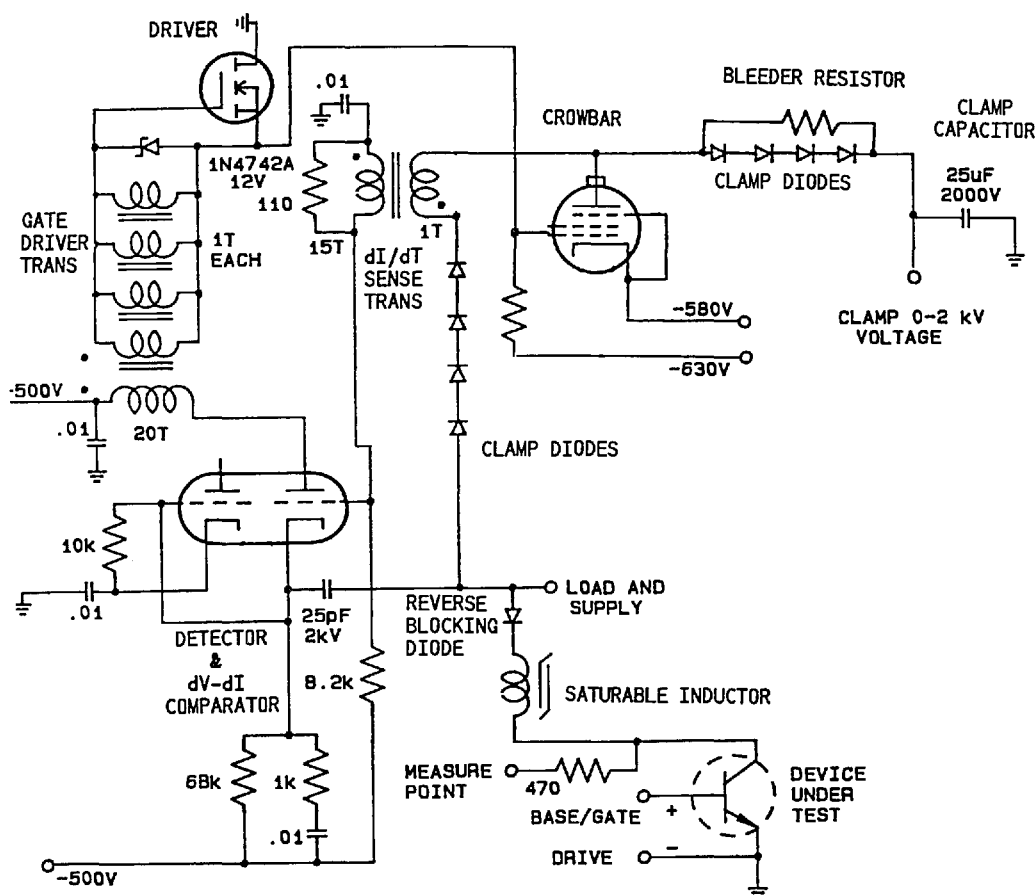 DRIVER
.01
BLEEDER RESISTOR
CROWBAR
CLAMP
CAPACITOR
1N4742A
12V
110
CLAMP DIODES
25uF
2000V
GATE
DRIVER
TRANS
1T
EACH
15T
1T
dI/dT
SENSE
TRANS
-580V
-630V
CLAMP 0-2 kV
VOLTAGE
-500V
.01
20T
CLAMP DIODES
10k
.01
25pF
2kV
REVERSE
BLOCKING
DIODE
LOAD AND
SUPPLY
DETECTOR
&
dV-dI
COMPARATOR
8.2k
SATURABLE INDUCTOR
68k
1k
.01
MEASURE
POINT
470
BASE/GATE
+
DEVICE
UNDER
TEST
DRIVE
-
-500V